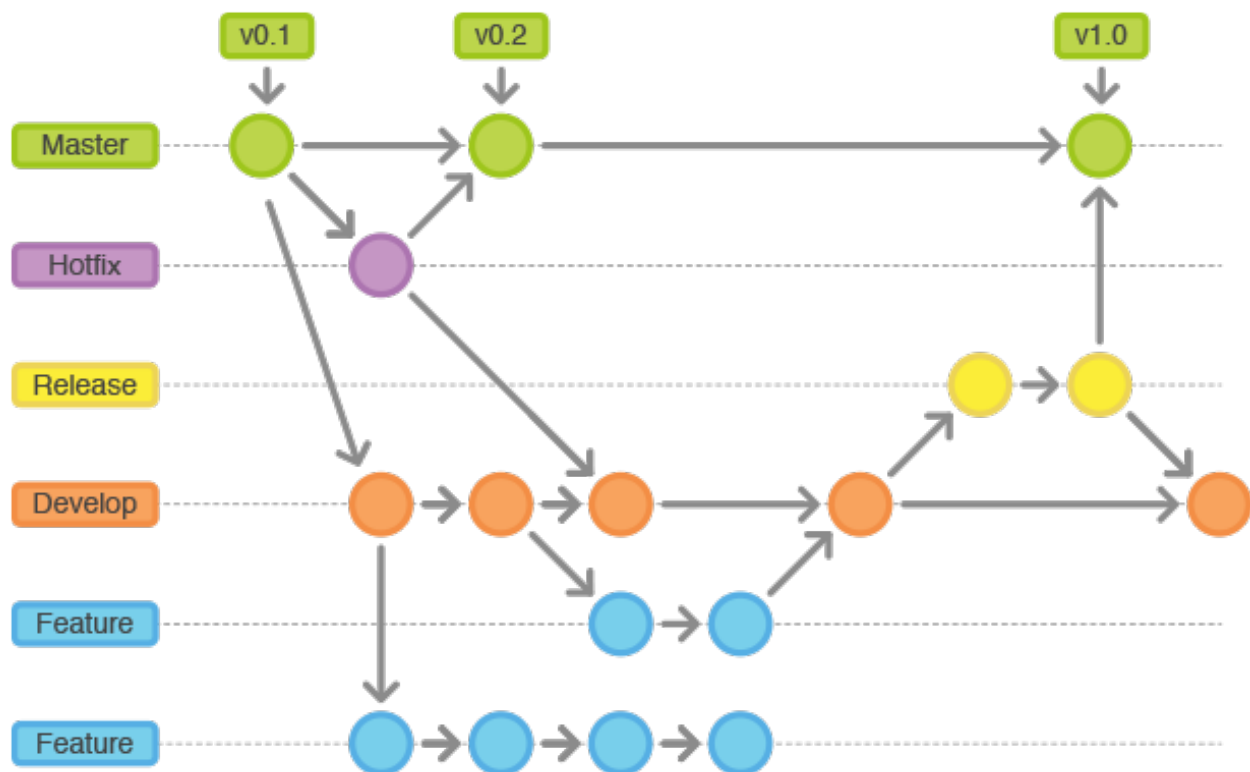 v0.1
v0.2
v1.0
Master
Hotfix
Release
Develop
Feature
Feature